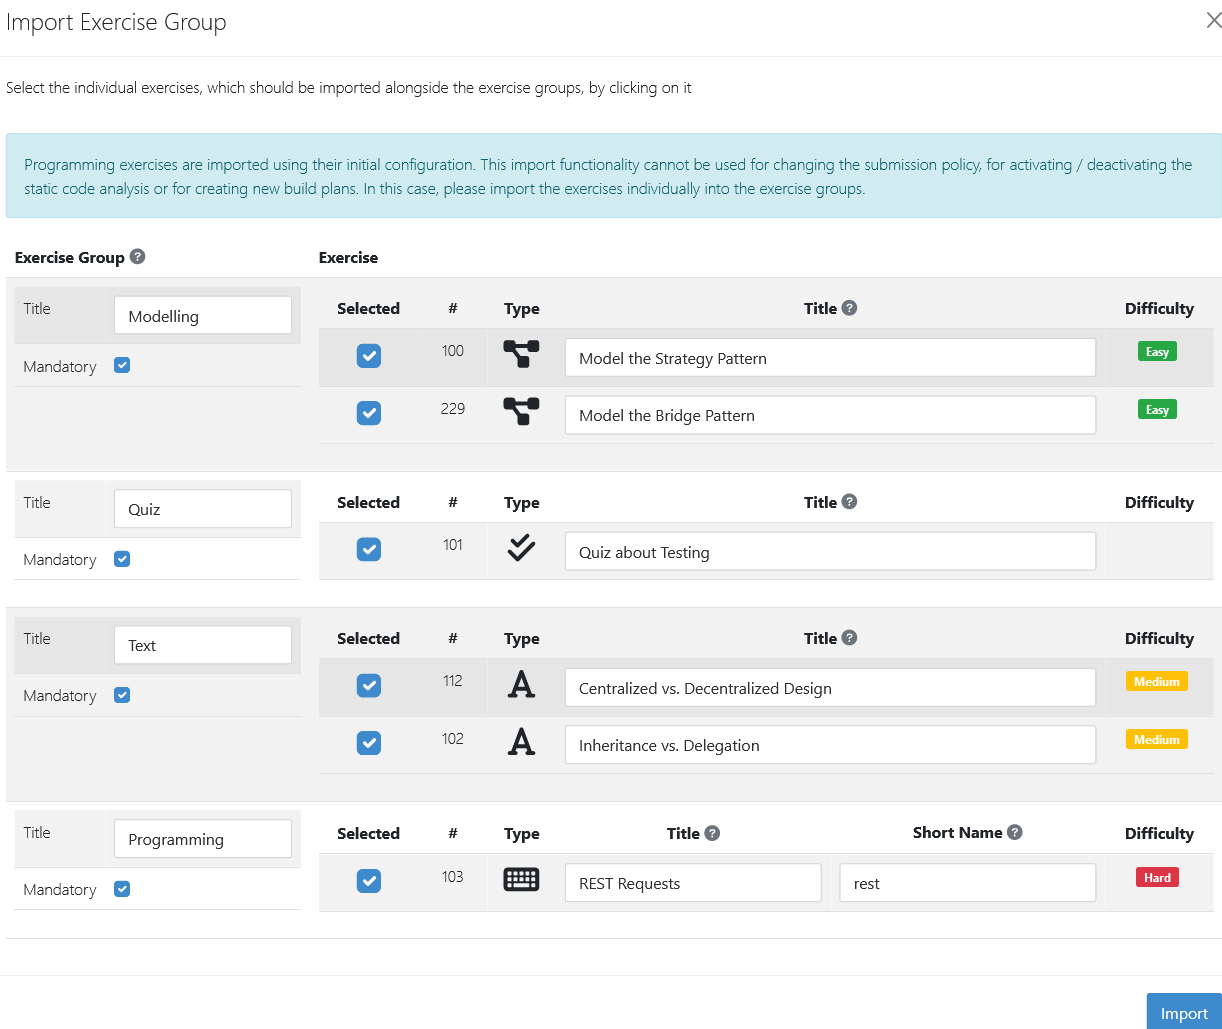 Import Exercise Group
Select the individual exercises, which should be imported alongside the exercise groups, by clicking on it
Programming exercises are imported using their initial configuration. This import functionality cannot be used for changing the submission policy, for activating / deactivating the
static code analysis or for creating new build plans. In this case, please import the exercises individually into the exercise groups.
Exercise Group ? Exercise
Title Modelling Selected # Type Title ? Difficulty
100 Model the Strategy Pattern Easy
Mandatory
229 Model the Bridge Pattern Easy
Title Quiz Selected # Type Title ? Difficulty
101 Quiz about Testing
Mandatory
Title Text Selected # Type Title ? Difficulty
112 Centralized vs. Decentralized Design Medium
Mandatory
102 Inheritance vs. Delegation Medium
Title Programming Selected # Type Title ? Short Name ? Difficulty
103 REST Requests rest Hard
Mandatory
Import